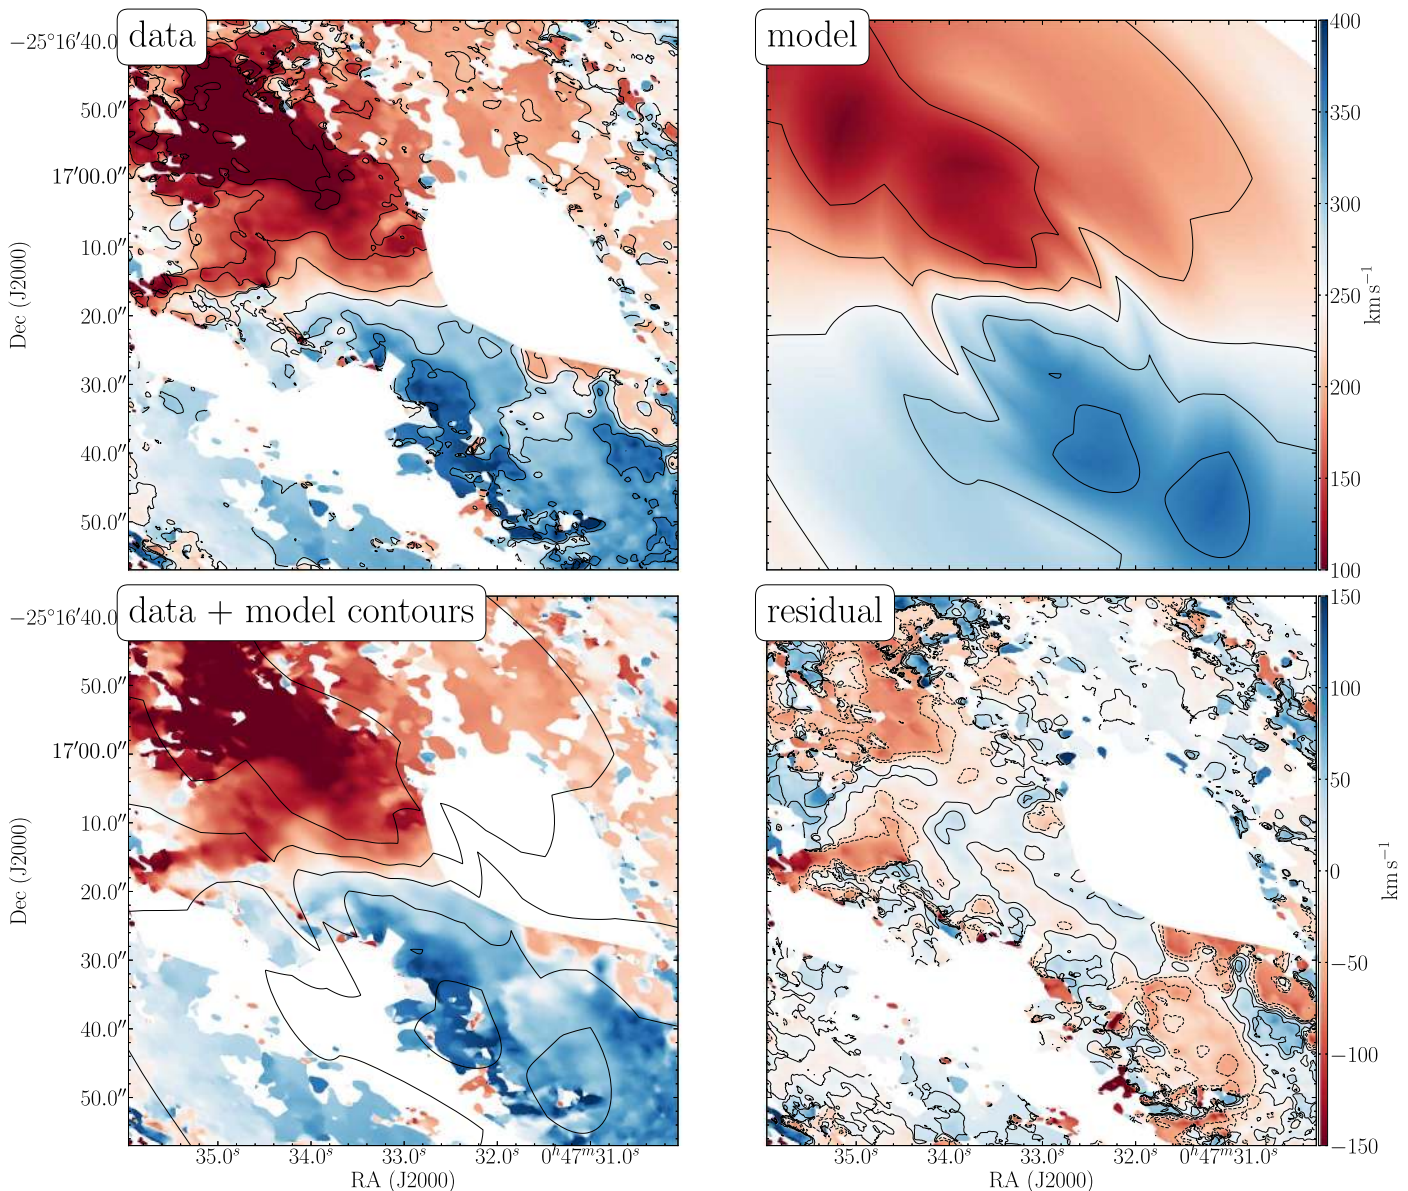 data
model
−25°16′40.0
50.0″
17′00.0″
10.0″
20.0″
30.0″
40.0″
50.0″
Dec (J2000)
400
350
300
250
200
150
100
km s⁻¹
data + model contours
residual
−25°16′40.0
50.0″
17′00.0″
10.0″
20.0″
30.0″
40.0″
50.0″
Dec (J2000)
150
100
50
0
−50
−100
−150
km s⁻¹
35.0ˢ 34.0ˢ 33.0ˢ 32.0ˢ 0ʰ47ᵐ31.0ˢ
RA (J2000)
35.0ˢ 34.0ˢ 33.0ˢ 32.0ˢ 0ʰ47ᵐ31.0ˢ
RA (J2000)